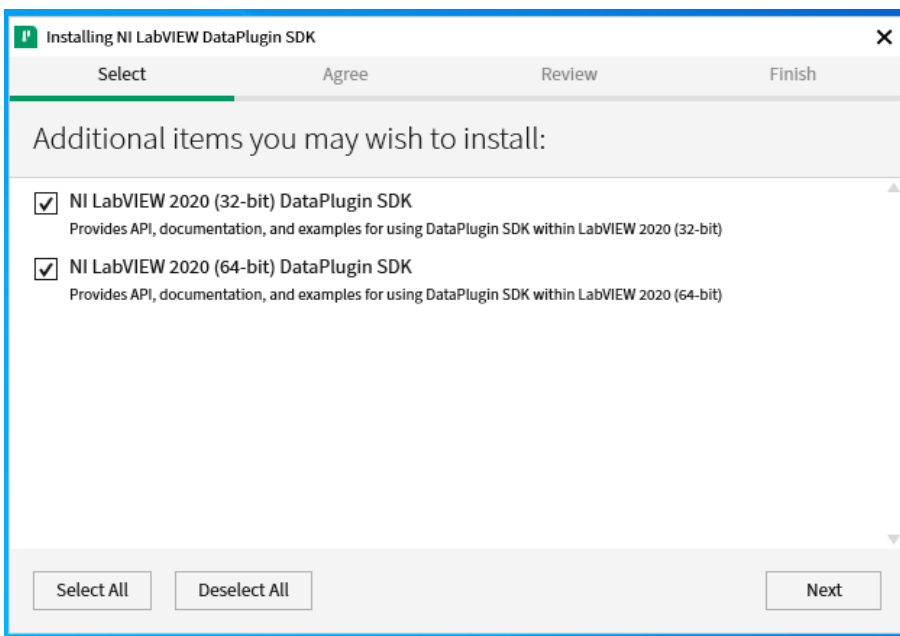 Installing NI LabVIEW DataPlugin SDK
Select Agree Review Finish
Additional items you may wish to install:
NI LabVIEW 2020 (32-bit) DataPlugin SDK
Provides API, documentation, and examples for using DataPlugin SDK within LabVIEW 2020 (32-bit)
NI LabVIEW 2020 (64-bit) DataPlugin SDK
Provides API, documentation, and examples for using DataPlugin SDK within LabVIEW 2020 (64-bit)
Select All Deselect All Next